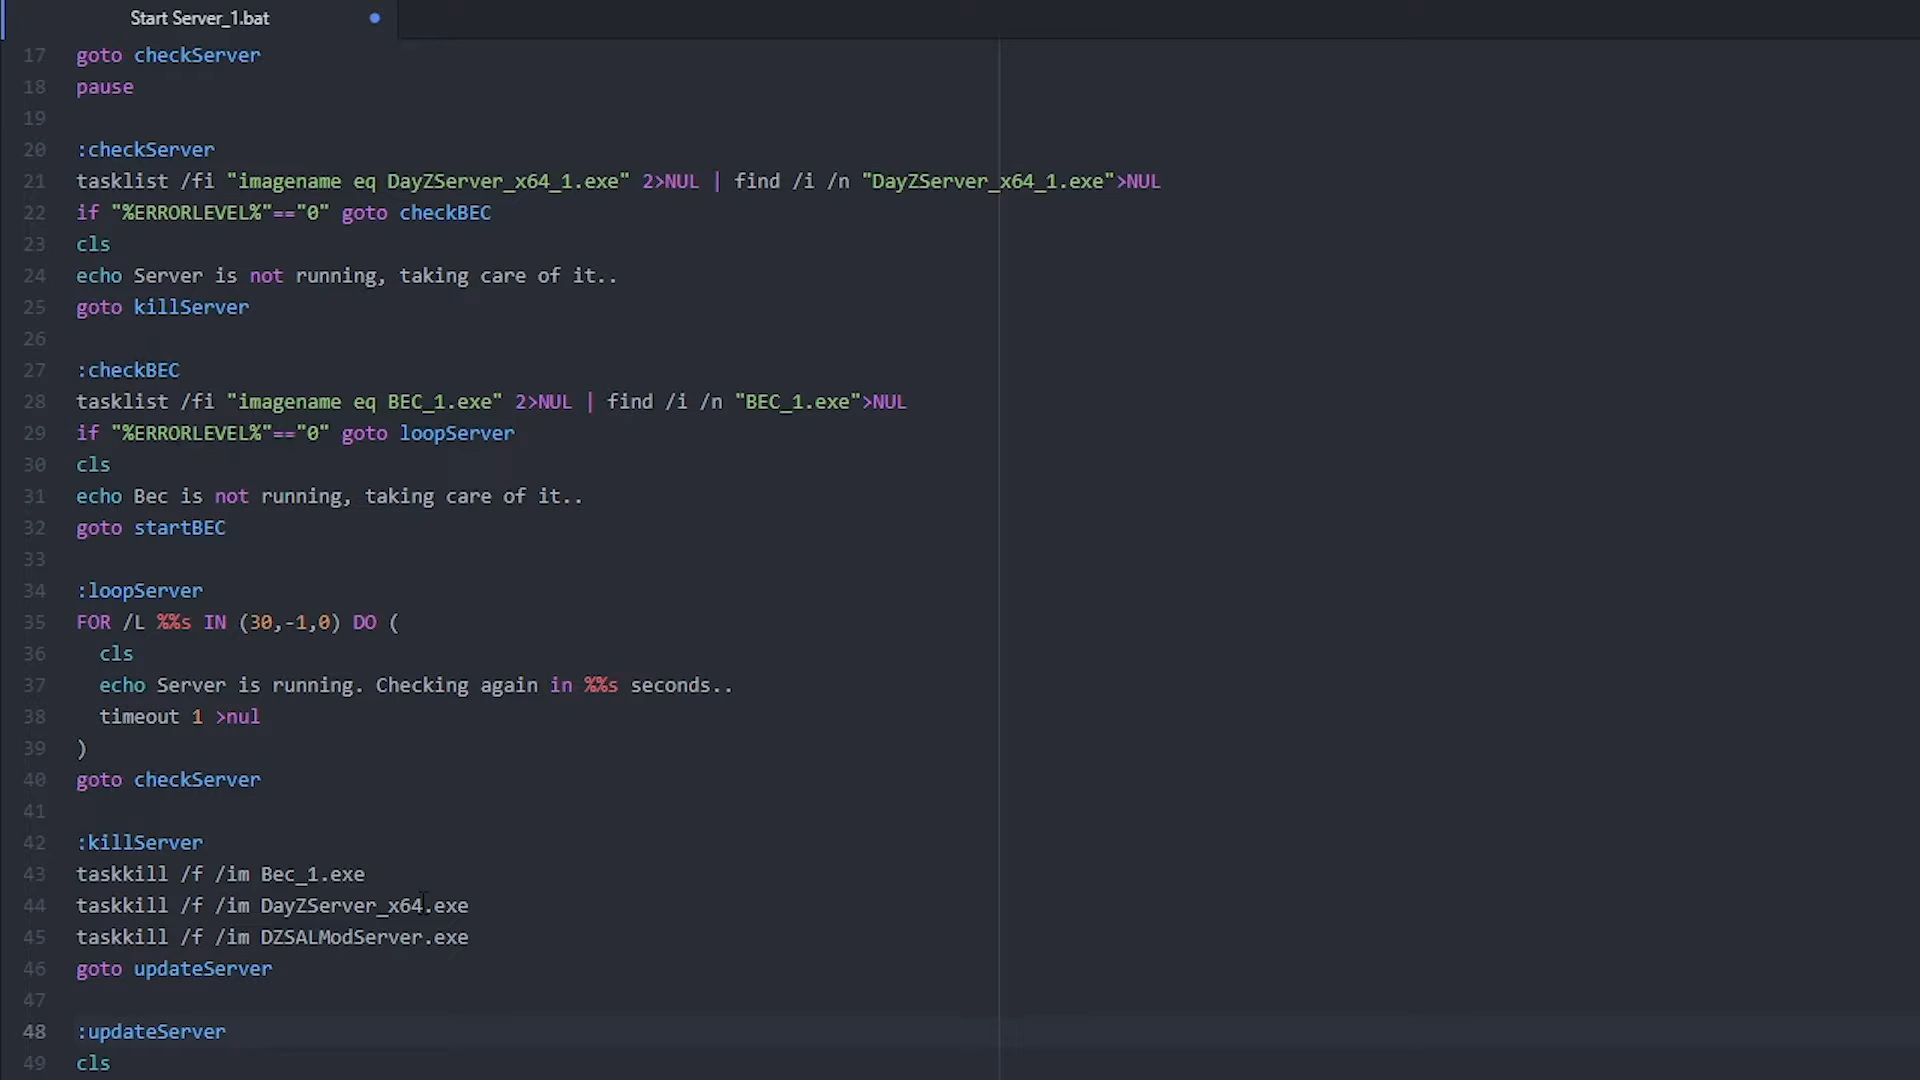 Start Server_1.bat
17 goto checkServer
18 pause
19
20 :checkServer
21 tasklist /fi "imagename eq DayZServer_x64_1.exe" 2>NUL | find /i /n "DayZServer_x64_1.exe">NUL
22 if "%ERRORLEVEL%"=="0" goto checkBEC
23 cls
24 echo Server is not running, taking care of it..
25 goto killServer
26
27 :checkBEC
28 tasklist /fi "imagename eq BEC_1.exe" 2>NUL | find /i /n "BEC_1.exe">NUL
29 if "%ERRORLEVEL%"=="0" goto loopServer
30 cls
31 echo Bec is not running, taking care of it..
32 goto startBEC
33
34 :loopServer
35 FOR /L %%s IN (30,-1,0) DO (
36   cls
37   echo Server is running. Checking again in %%s seconds..
38   timeout 1 >nul
39 )
40 goto checkServer
41
42 :killServer
43 taskkill /f /im Bec_1.exe
44 taskkill /f /im DayZServer_x64.exe
45 taskkill /f /im DZSALModServer.exe
46 goto updateServer
47
48 :updateServer
49 cls